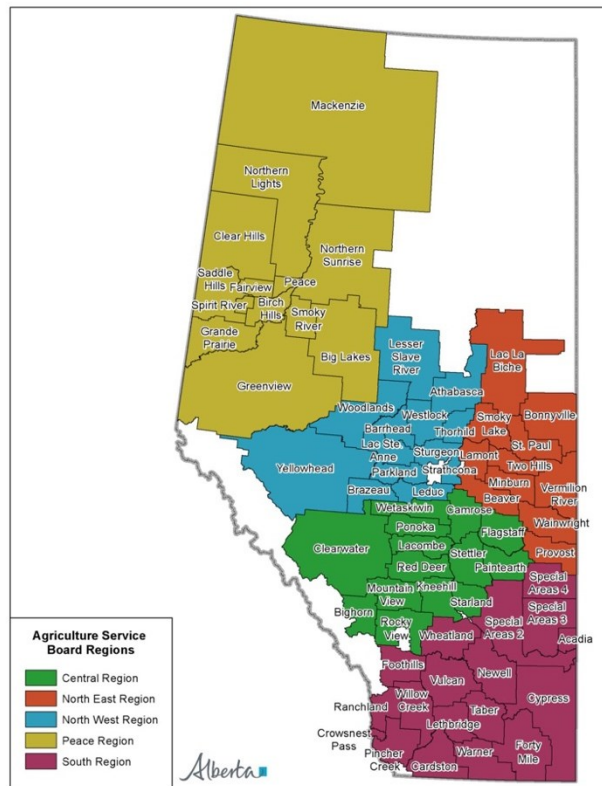 Mackenzie
Northern
Lights
Clear Hills
Northern
Sunrise
Saddle
Hills
Fairview
Peace
Spirit River
Birch
Hills
Smoky
River
Grande
Prairie
Big Lakes
Greenview
Lesser
Slave
River
Lac La
Biche
Athabasca
Woodlands
Westlock
Bonnyville
Barrhead
Thorhild
Smoky
Lake
St. Paul
Lac Ste.
Anne
Sturgeon
Lamont
Two Hills
Yellowhead
Parkland
Strathcona
Minburn
Vermilion
River
Brazeau
Leduc
Beaver
Wetaskiwin
Camrose
Wainwright
Ponoka
Flagstaff
Clearwater
Lacombe
Stettler
Provost
Red Deer
Paintearth
Special
Areas 4
Mountain
View
Kneehill
Starland
Special
Areas 3
Bighorn
Rocky
View
Wheatland
Special
Areas 2
Acadia
Foothills
Vulcan
Newell
Cypress
Ranchland
Willow
Creek
Taber
Lethbridge
Crowsnest
Pass
Pincher
Creek
Cardston
Warner
Forty
Mile
Agriculture Service
Board Regions
Central Region
North East Region
North West Region
Peace Region
South Region
Alberta